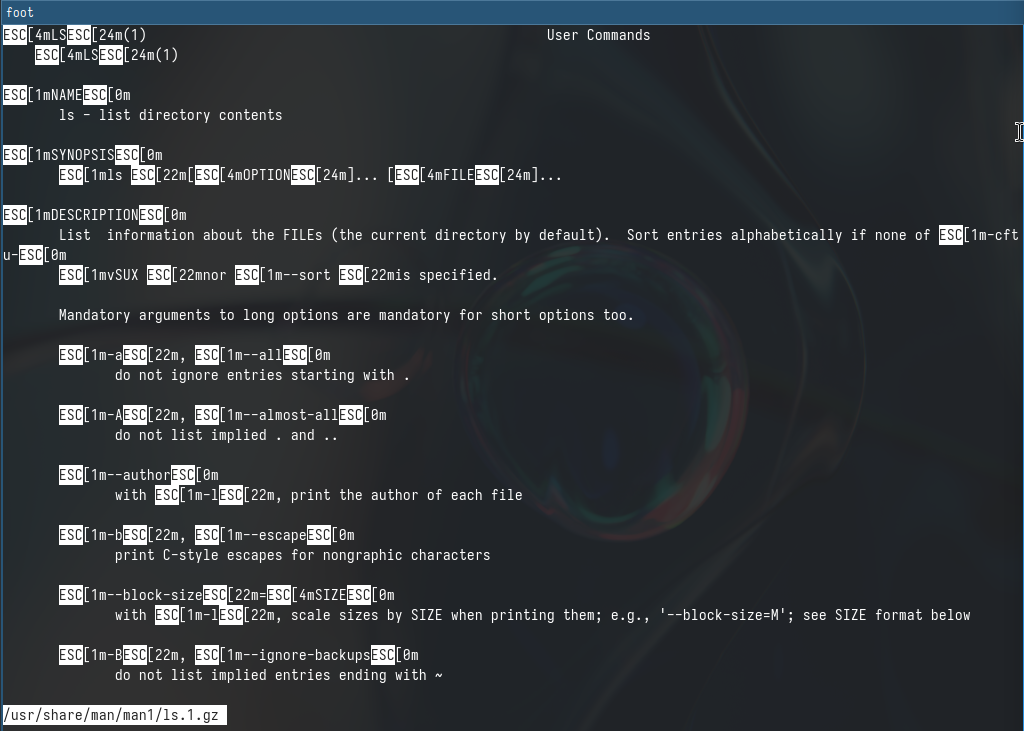 foot
ESC[4mLSESC[24m(1) User Commands
ESC[4mLSESC[24m(1)
ESC[1mNAMEESC[0m
ls - list directory contents
ESC[1mSYNOPSISESC[0m
ESC[1mls ESC[22m[ESC[4mOPTIONESC[24m]... [ESC[4mFILEESC[24m]...
ESC[1mDESCRIPTIONESC[0m
List  information about the FILEs (the current directory by default).  Sort entries alphabetically if none of ESC[1m-cft
u-ESC[0m
ESC[1mvSUX ESC[22mnor ESC[1m--sort ESC[22mis specified.
Mandatory arguments to long options are mandatory for short options too.
ESC[1m-aESC[22m, ESC[1m--allESC[0m
do not ignore entries starting with .
ESC[1m-AESC[22m, ESC[1m--almost-allESC[0m
do not list implied . and ..
ESC[1m--authorESC[0m
with ESC[1m-lESC[22m, print the author of each file
ESC[1m-bESC[22m, ESC[1m--escapeESC[0m
print C-style escapes for nongraphic characters
ESC[1m--block-sizeESC[22m=ESC[4mSIZEESC[0m
with ESC[1m-lESC[22m, scale sizes by SIZE when printing them; e.g., '--block-size=M'; see SIZE format below
ESC[1m-BESC[22m, ESC[1m--ignore-backupsESC[0m
do not list implied entries ending with ~
/usr/share/man/man1/ls.1.gz